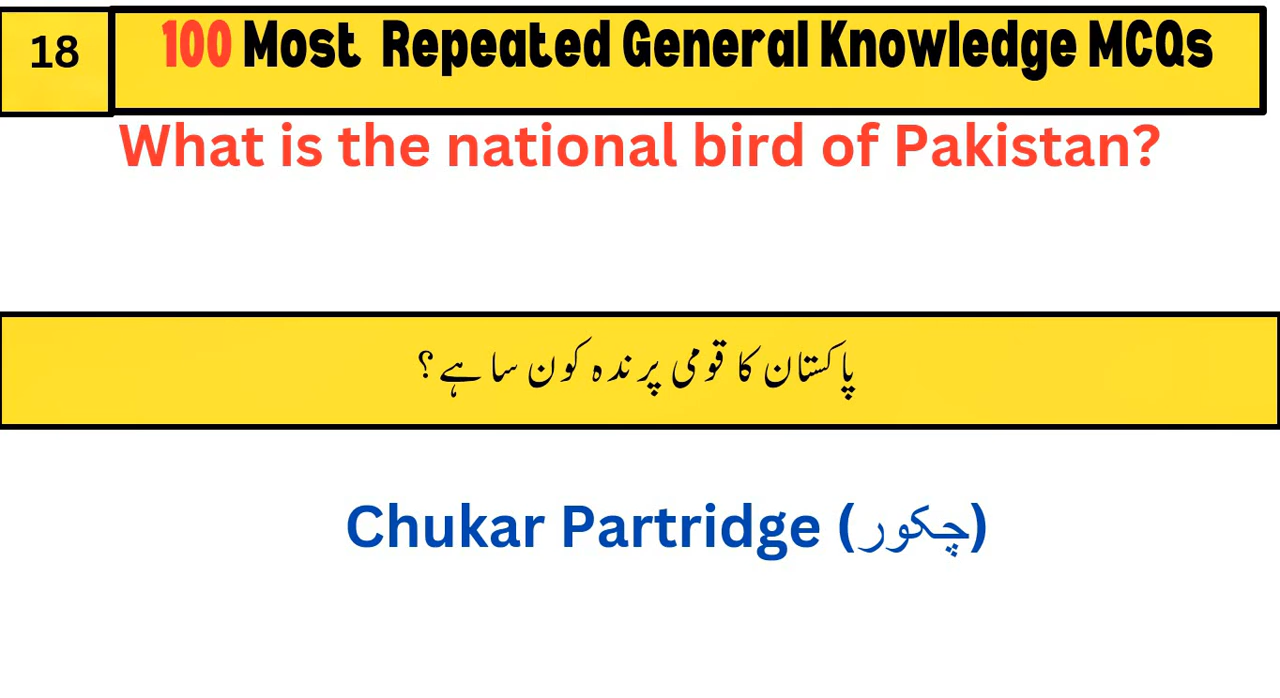 18
100 Most Repeated General Knowledge MCQs
What is the national bird of Pakistan?
پاکستان کا قومی پرندہ کون سا ہے؟
Chukar Partridge (چکور)